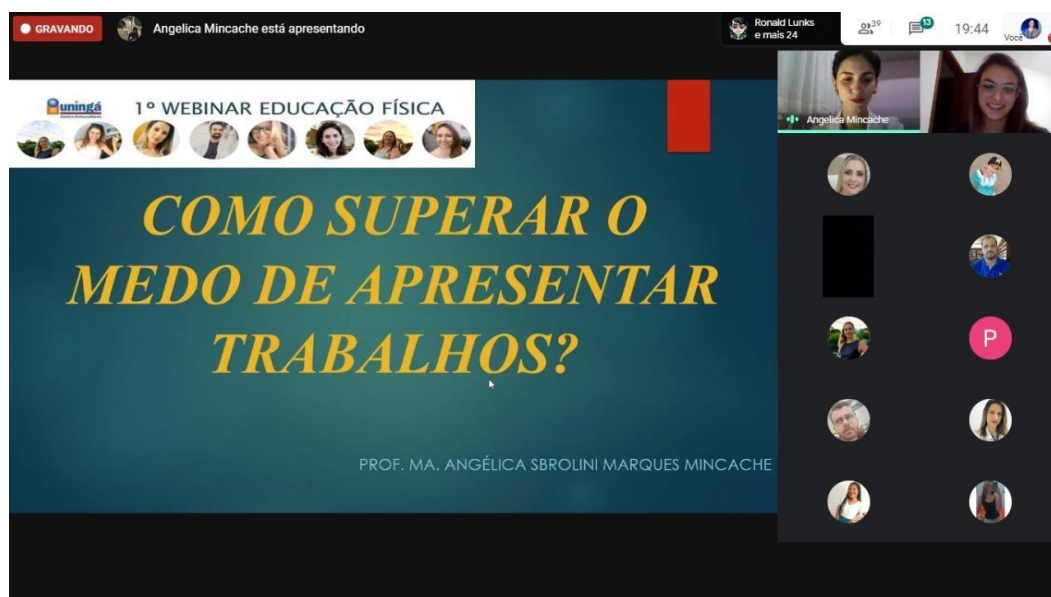 GRAVANDO
Angelica Mincache está apresentando
Ronald Lunks
e mais 24
39
13
19:44
Você
uningá
1º WEBINAR EDUCAÇÃO FÍSICA
COMO SUPERAR O
MEDO DE APRESENTAR
TRABALHOS?
PROF. MA. ANGÉLICA SBROLINI MARQUES MINCACHE
Angelica Mincache
P